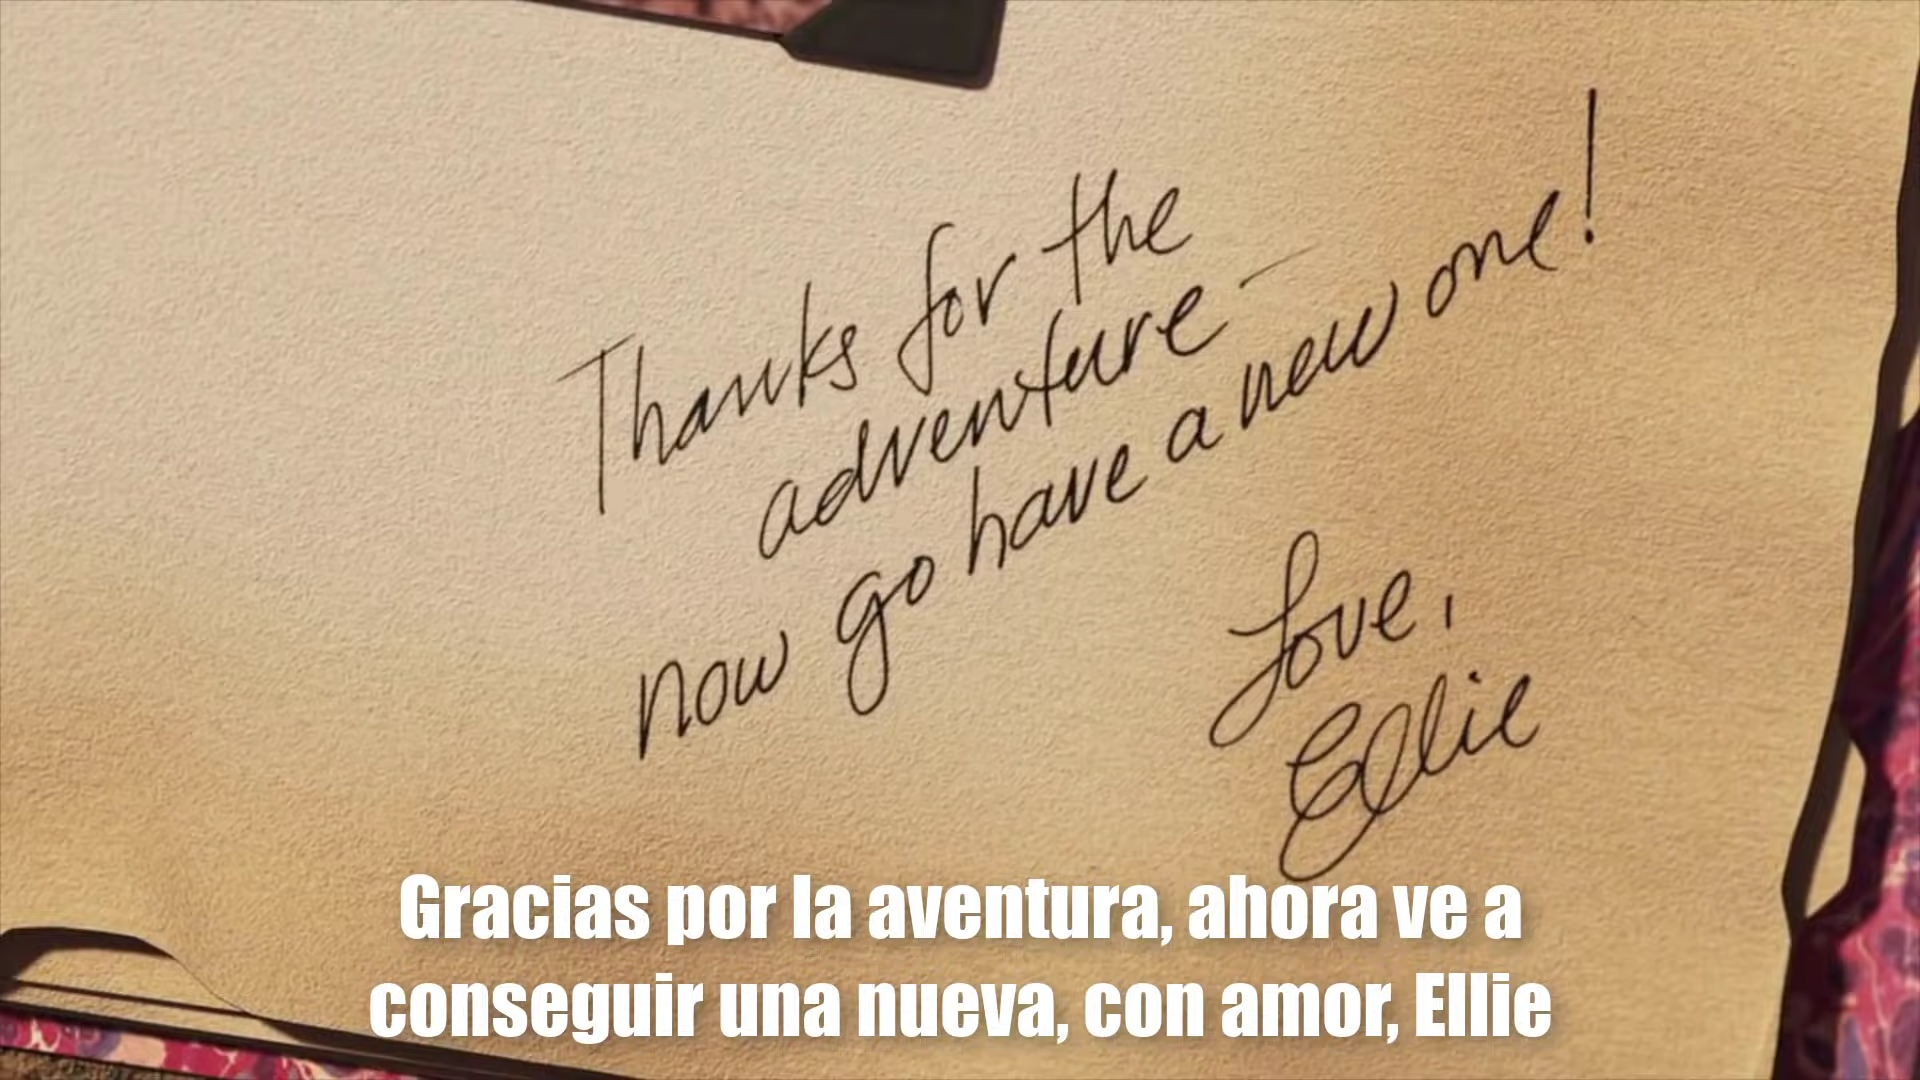 Thanks for the
adventure —
now go have a new one!
Love,
Ellie
Gracias por la aventura, ahora ve a
conseguir una nueva, con amor, Ellie